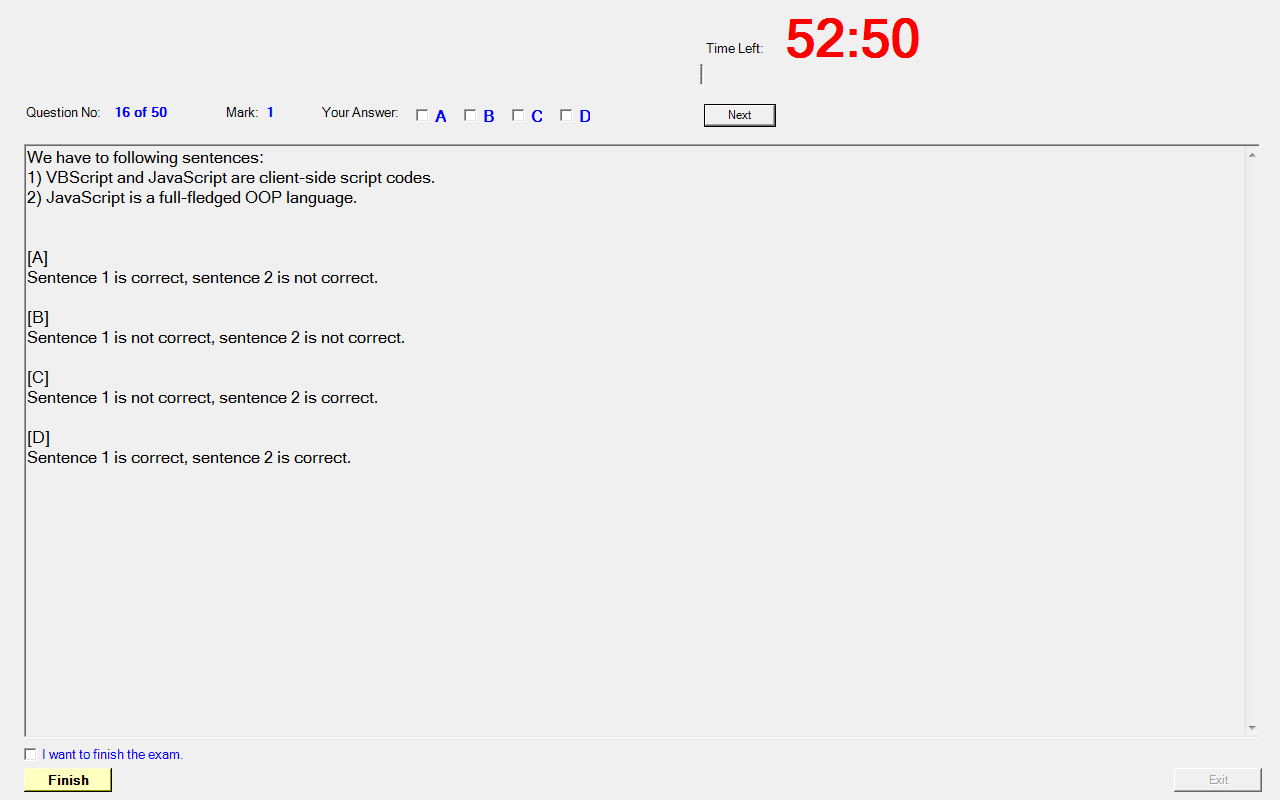 Time Left: 52:50
Question No: 16 of 50 Mark: 1 Your Answer: A B C D Next
We have to following sentences:
1) VBScript and JavaScript are client-side script codes.
2) JavaScript is a full-fledged OOP language.
[A]
Sentence 1 is correct, sentence 2 is not correct.
[B]
Sentence 1 is not correct, sentence 2 is not correct.
[C]
Sentence 1 is not correct, sentence 2 is correct.
[D]
Sentence 1 is correct, sentence 2 is correct.
I want to finish the exam.
Finish Exit